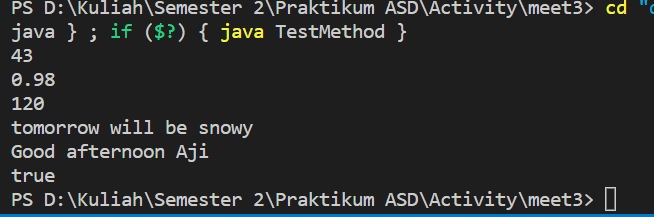 PS D:\Kuliah\Semester 2\Praktikum ASD\Activity\meet3> cd "
java } ; if ($?) { java TestMethod }
43
0.98
120
tomorrow will be snowy
Good afternoon Aji
true
PS D:\Kuliah\Semester 2\Praktikum ASD\Activity\meet3>